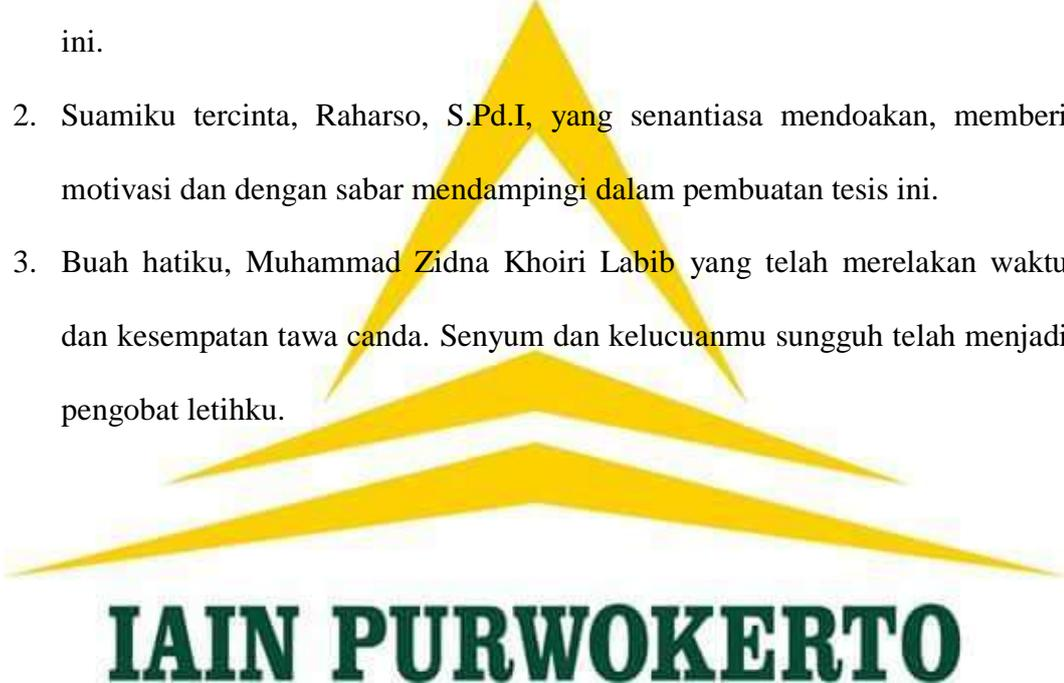 ini.
2. Suamiku tercinta, Raharso, S.Pd.I, yang senantiasa mendoakan, memberi
motivasi dan dengan sabar mendampingi dalam pembuatan tesis ini.
3. Buah hatiku, Muhammad Zidna Khoiri Labib yang telah merelakan waktu
dan kesempatan tawa canda. Senyum dan kelucuanmu sungguh telah menjadi
pengobat letihku.
IAIN PURWOKERTO